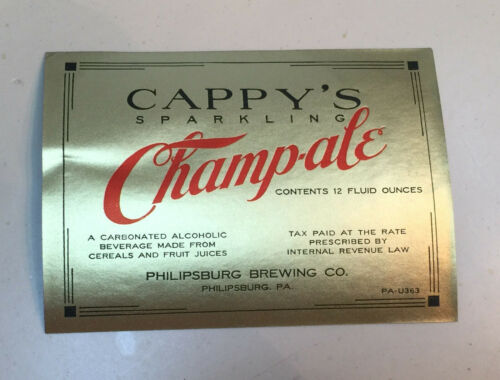 CAPPY'S
SPARKLING
Champ-ale
CONTENTS 12 FLUID OUNCES
A CARBONATED ALCOHOLIC
BEVERAGE MADE FROM
CEREALS AND FRUIT JUICES
TAX PAID AT THE RATE
PRESCRIBED BY
INTERNAL REVENUE LAW
PHILIPSBURG BREWING CO.
PHILIPSBURG, PA.
PA-U363